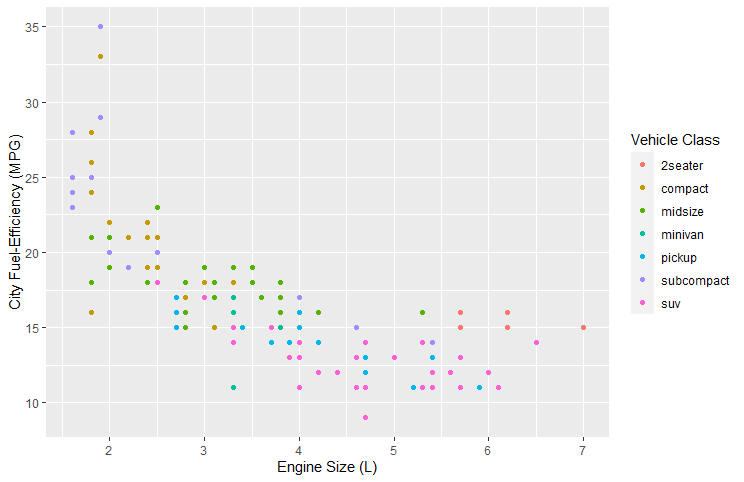 35
30
25
20
15
10
City Fuel-Efficiency (MPG)
2 3 4 5 6 7
Engine Size (L)
Vehicle Class
2seater
compact
midsize
minivan
pickup
subcompact
suv